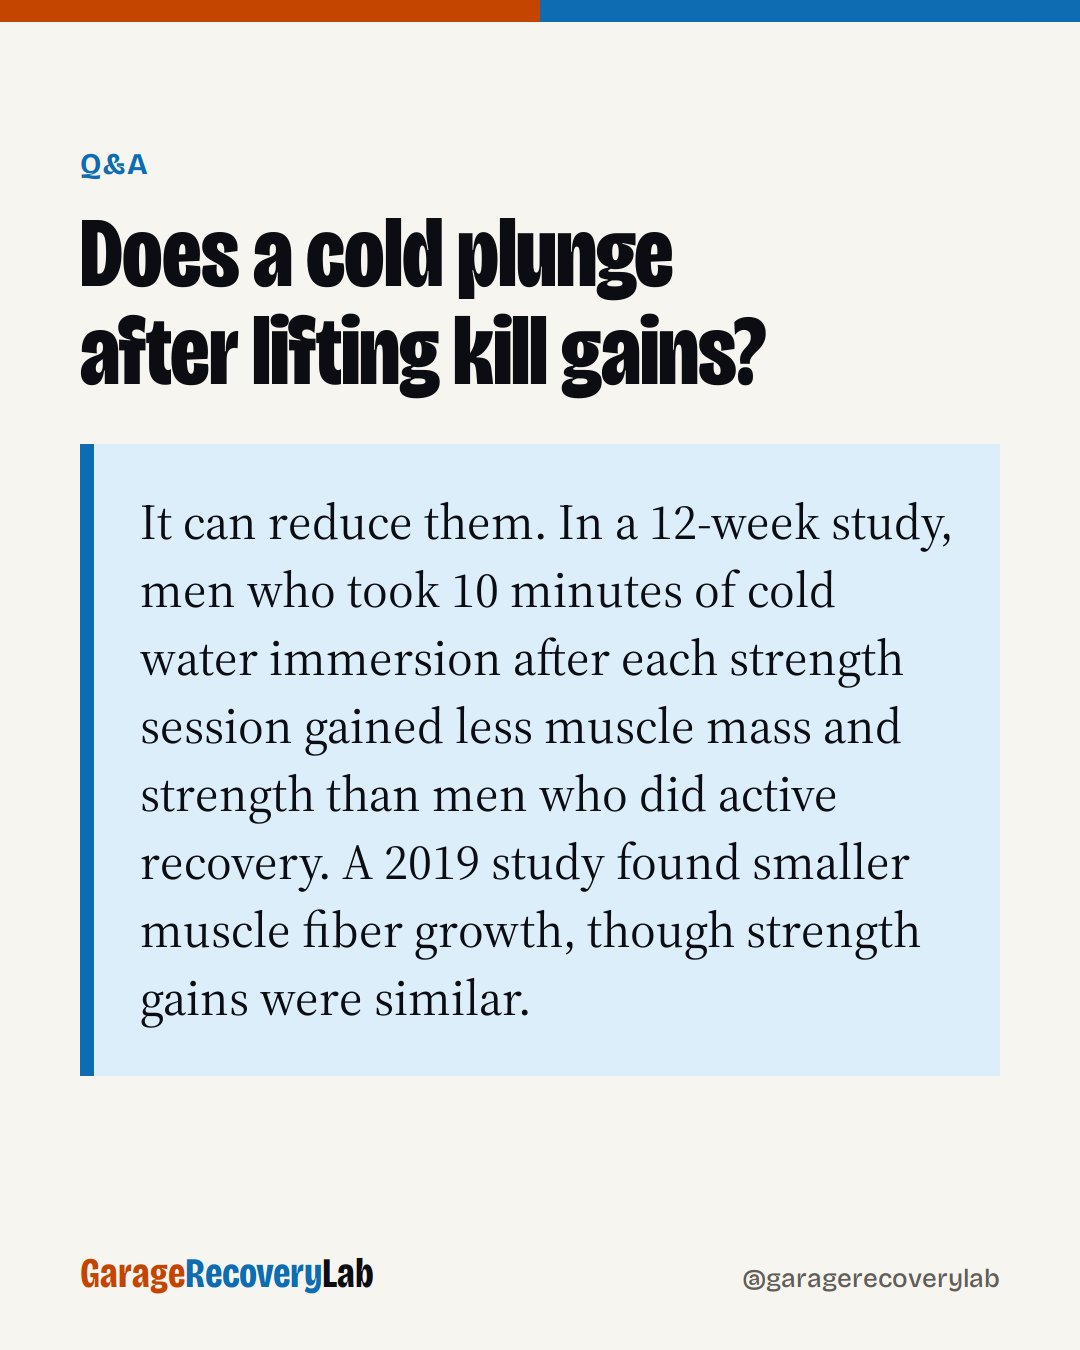 Q&A
Does a cold plunge
after lifting kill gains?
It can reduce them. In a 12-week study,
men who took 10 minutes of cold
water immersion after each strength
session gained less muscle mass and
strength than men who did active
recovery. A 2019 study found smaller
muscle fiber growth, though strength
gains were similar.
GarageRecoveryLab
@garagerecoverylab